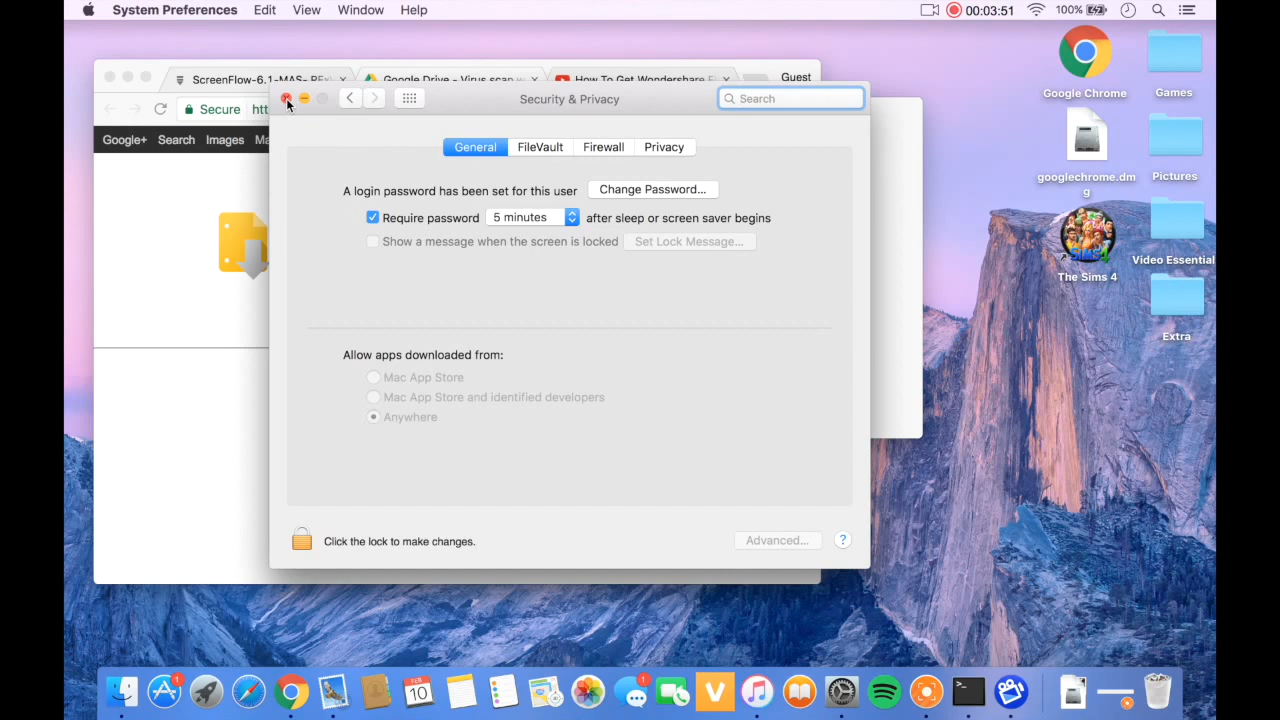 System Preferences Edit View Window Help 00:03:51 100%
ScreenFlow-6.1-MAS- Google Drive - Virus scan How To Get Wondershare Guest
Secure
Security & Privacy
Search
Google+ Search Images
General FileVault Firewall Privacy
A login password has been set for this user Change Password...
Require password 5 minutes after sleep or screen saver begins
Show a message when the screen is locked Set Lock Message...
Allow apps downloaded from:
Mac App Store
Mac App Store and identified developers
Anywhere
Click the lock to make changes.
Advanced... ?
Google Chrome
Games
googlechrome.dm
g
Pictures
The Sims 4
Video Essential
Extra
1
FEB
10
1
V